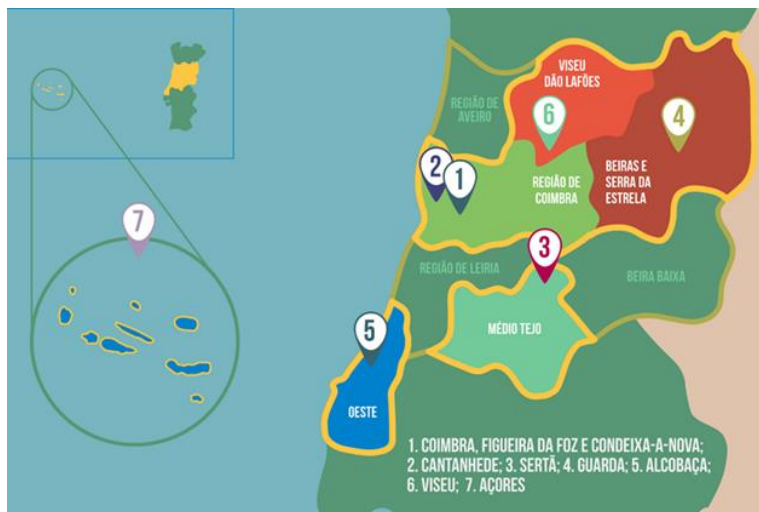 VISEU
DÃO LAFÕES
REGIÃO DE
AVEIRO
6
4
2
1
REGIÃO DE
COIMBRA
BEIRAS E
SERRA DA
ESTRELA
7
3
REGIÃO DE LEIRIA
BEIRA BAIXA
5
MÉDIO TEJO
OESTE
1. COIMBRA, FIGUEIRA DA FOZ E CONDEIXA-A-NOVA;
2. CANTANHEDE; 3. SERTÃ; 4. GUARDA; 5. ALCOBAÇA;
6. VISEU; 7. AÇORES